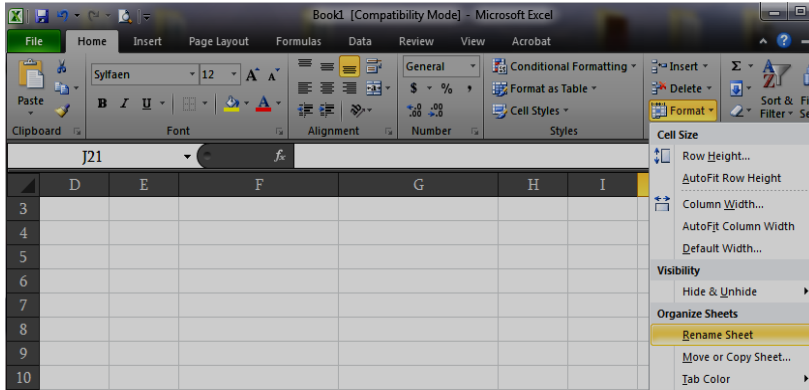 Book1 [Compatibility Mode] - Microsoft Excel
File Home Insert Page Layout Formulas Data Review View Acrobat
Sylfaen 12 A A General Conditional Formatting Insert Σ
Paste B I U A $ % , Format as Table Delete Sort & Filter
.00 .0 Cell Styles Format
Clipboard Font Alignment Number Styles
J21 fx
Cell Size
Row Height...
AutoFit Row Height
Column Width...
AutoFit Column Width
Default Width...
Visibility
Hide & Unhide
Organize Sheets
Rename Sheet
Move or Copy Sheet...
Tab Color
D E F G H I
3
4
5
6
7
8
9
10